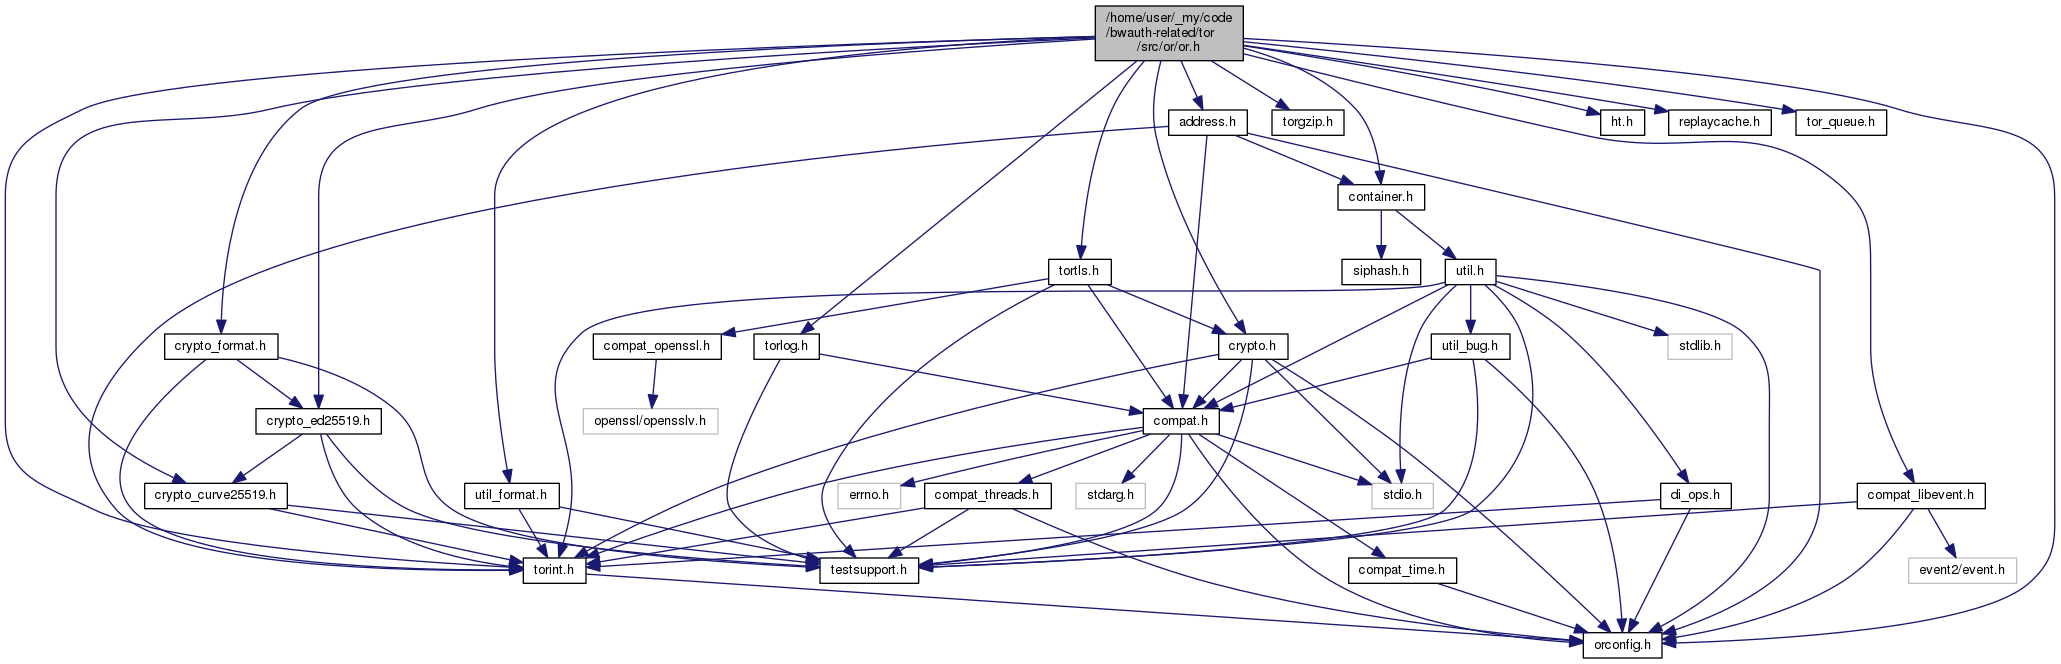 /home/user/_my/code
/bwauth-related/tor
/src/or/or.h
address.h
torgzip.h
ht.h
replaycache.h
tor_queue.h
container.h
tortls.h
siphash.h
util.h
crypto_format.h
compat_openssl.h
torlog.h
crypto.h
util_bug.h
stdlib.h
crypto_ed25519.h
openssl/opensslv.h
compat.h
crypto_curve25519.h
util_format.h
errno.h
compat_threads.h
stdarg.h
stdio.h
di_ops.h
compat_libevent.h
torint.h
testsupport.h
compat_time.h
event2/event.h
orconfig.h